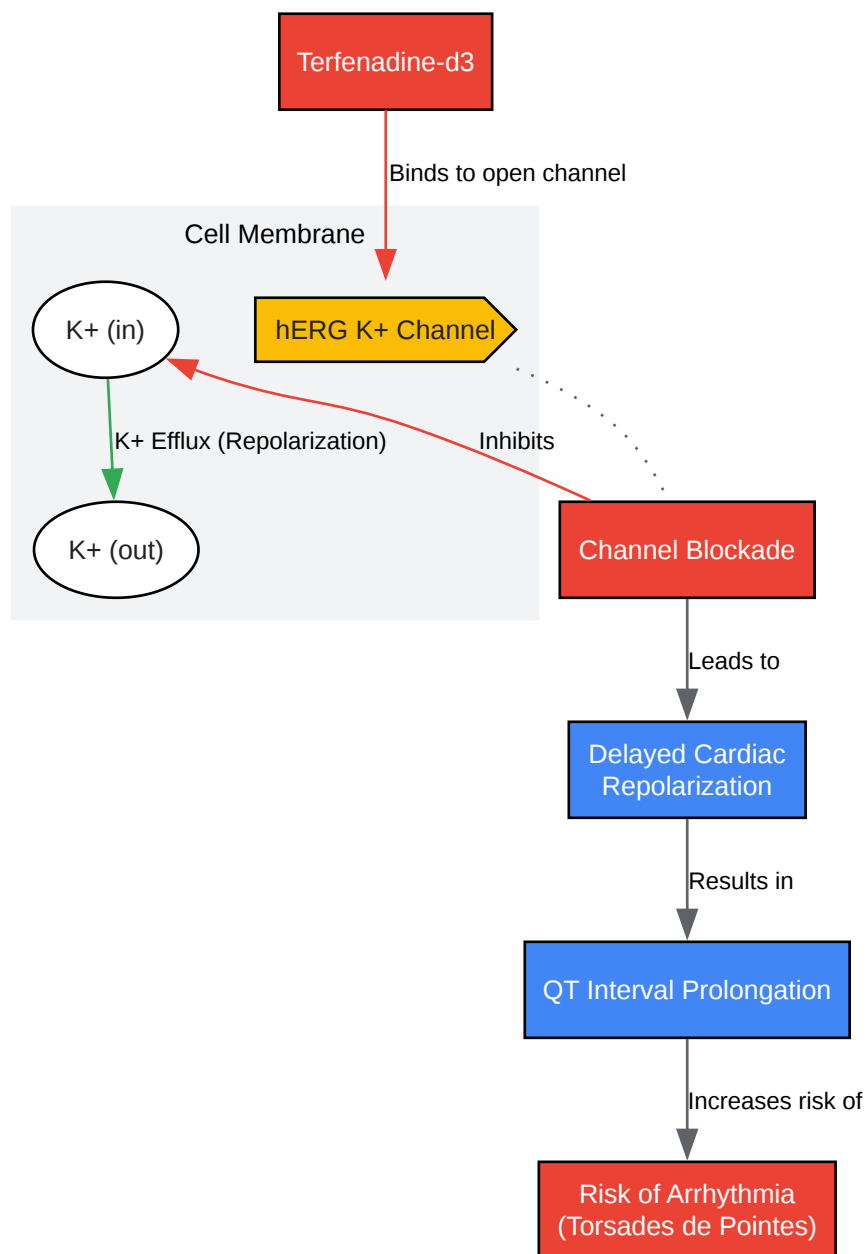 Terfenadine-d3
Binds to open channel
Cell Membrane
K+ (in)
hERG K+ Channel
K+ Efflux (Repolarization)
Inhibits
K+ (out)
Channel Blockade
Leads to
Delayed Cardiac
Repolarization
Results in
QT Interval Prolongation
Increases risk of
Risk of Arrhythmia
(Torsades de Pointes)